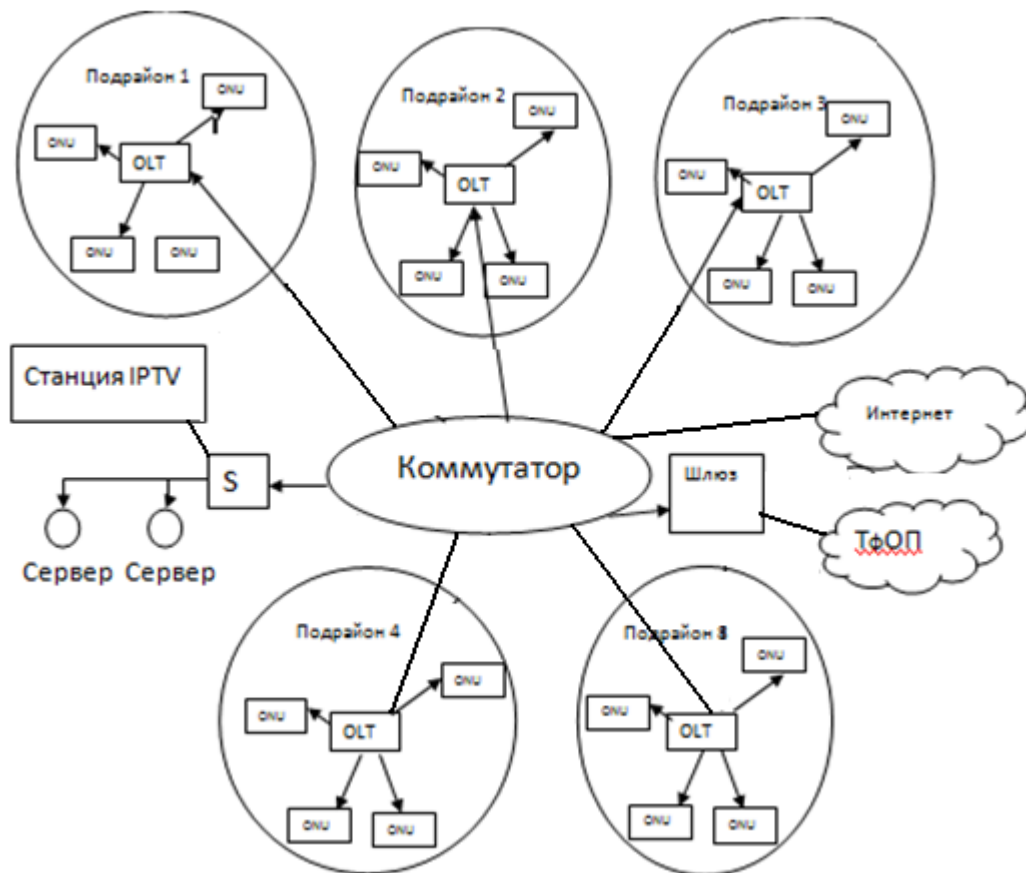 Подрайон 1
ONU
ONU
OLT
ONU
ONU
Подрайон 2
ONU
ONU
OLT
ONU
ONU
Подрайон 3
ONU
ONU
OLT
ONU
ONU
Станция IPTV
S
Сервер
Сервер
Коммутатор
Интернет
Шлюз
ТфОП
Подрайон 4
ONU
ONU
OLT
ONU
ONU
Подрайон
ONU
ONU
OLT
ONU
ONU